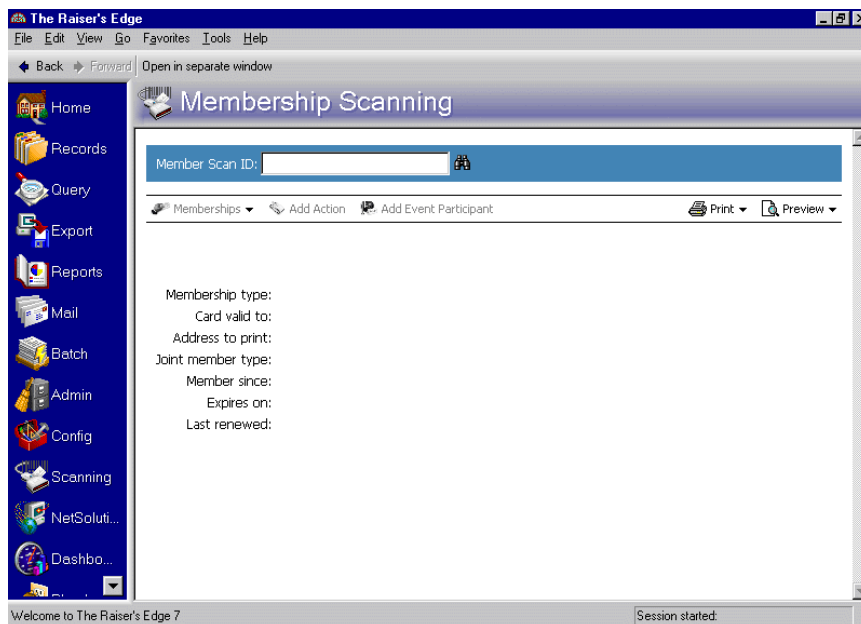 The Raiser's Edge
File Edit View Go Favorites Tools Help
Back Forward Open in separate window
Membership Scanning
Home
Records
Query
Export
Reports
Mail
Batch
Admin
Config
Scanning
NetSoluti...
Dashbo...
Member Scan ID:
Memberships Add Action Add Event Participant Print Preview
Membership type:
Card valid to:
Address to print:
Joint member type:
Member since:
Expires on:
Last renewed:
Welcome to The Raiser's Edge 7
Session started: